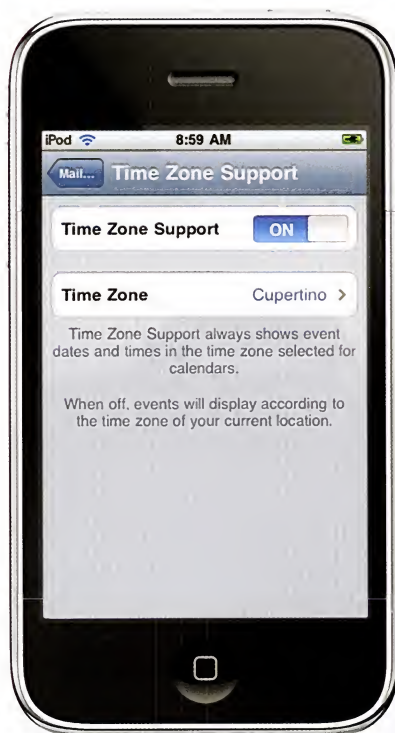 iPod 8:59 AM
Mail... Time Zone Support
Time Zone Support ON
Time Zone Cupertino
Time Zone Support always shows event
dates and times in the time zone selected for
calendars.
When off, events will display according to
the time zone of your current location.